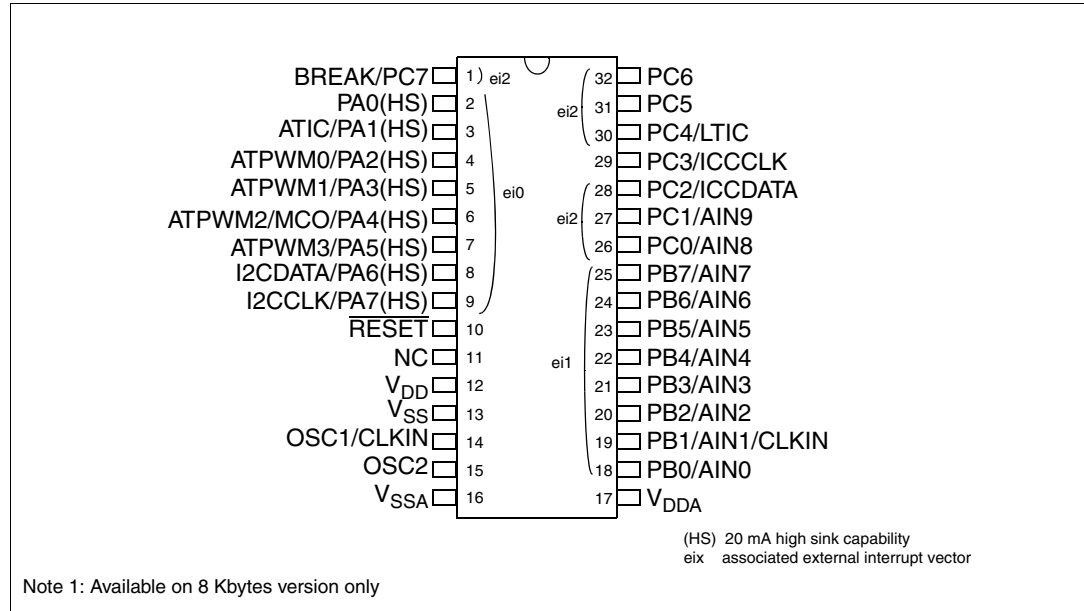 BREAK/PC7 1 ei2
PA0(HS) 2
ATIC/PA1(HS) 3
ATPWM0/PA2(HS) 4
ATPWM1/PA3(HS) 5
ei0
ATPWM2/MCO/PA4(HS) 6
ATPWM3/PA5(HS) 7
I2CDATA/PA6(HS) 8
I2CCLK/PA7(HS) 9
RESET 10
NC 11
VDD 12
VSS 13
OSC1/CLKIN 14
OSC2 15
VSSA 16
32 PC6
ei2 31 PC5
30 PC4/LTIC
29 PC3/ICCCLK
28 PC2/ICCDATA
ei2 27 PC1/AIN9
26 PC0/AIN8
25 PB7/AIN7
24 PB6/AIN6
23 PB5/AIN5
ei1 22 PB4/AIN4
21 PB3/AIN3
20 PB2/AIN2
19 PB1/AIN1/CLKIN
18 PB0/AIN0
17 VDDA
(HS) 20 mA high sink capability
eix associated external interrupt vector
Note 1: Available on 8 Kbytes version only